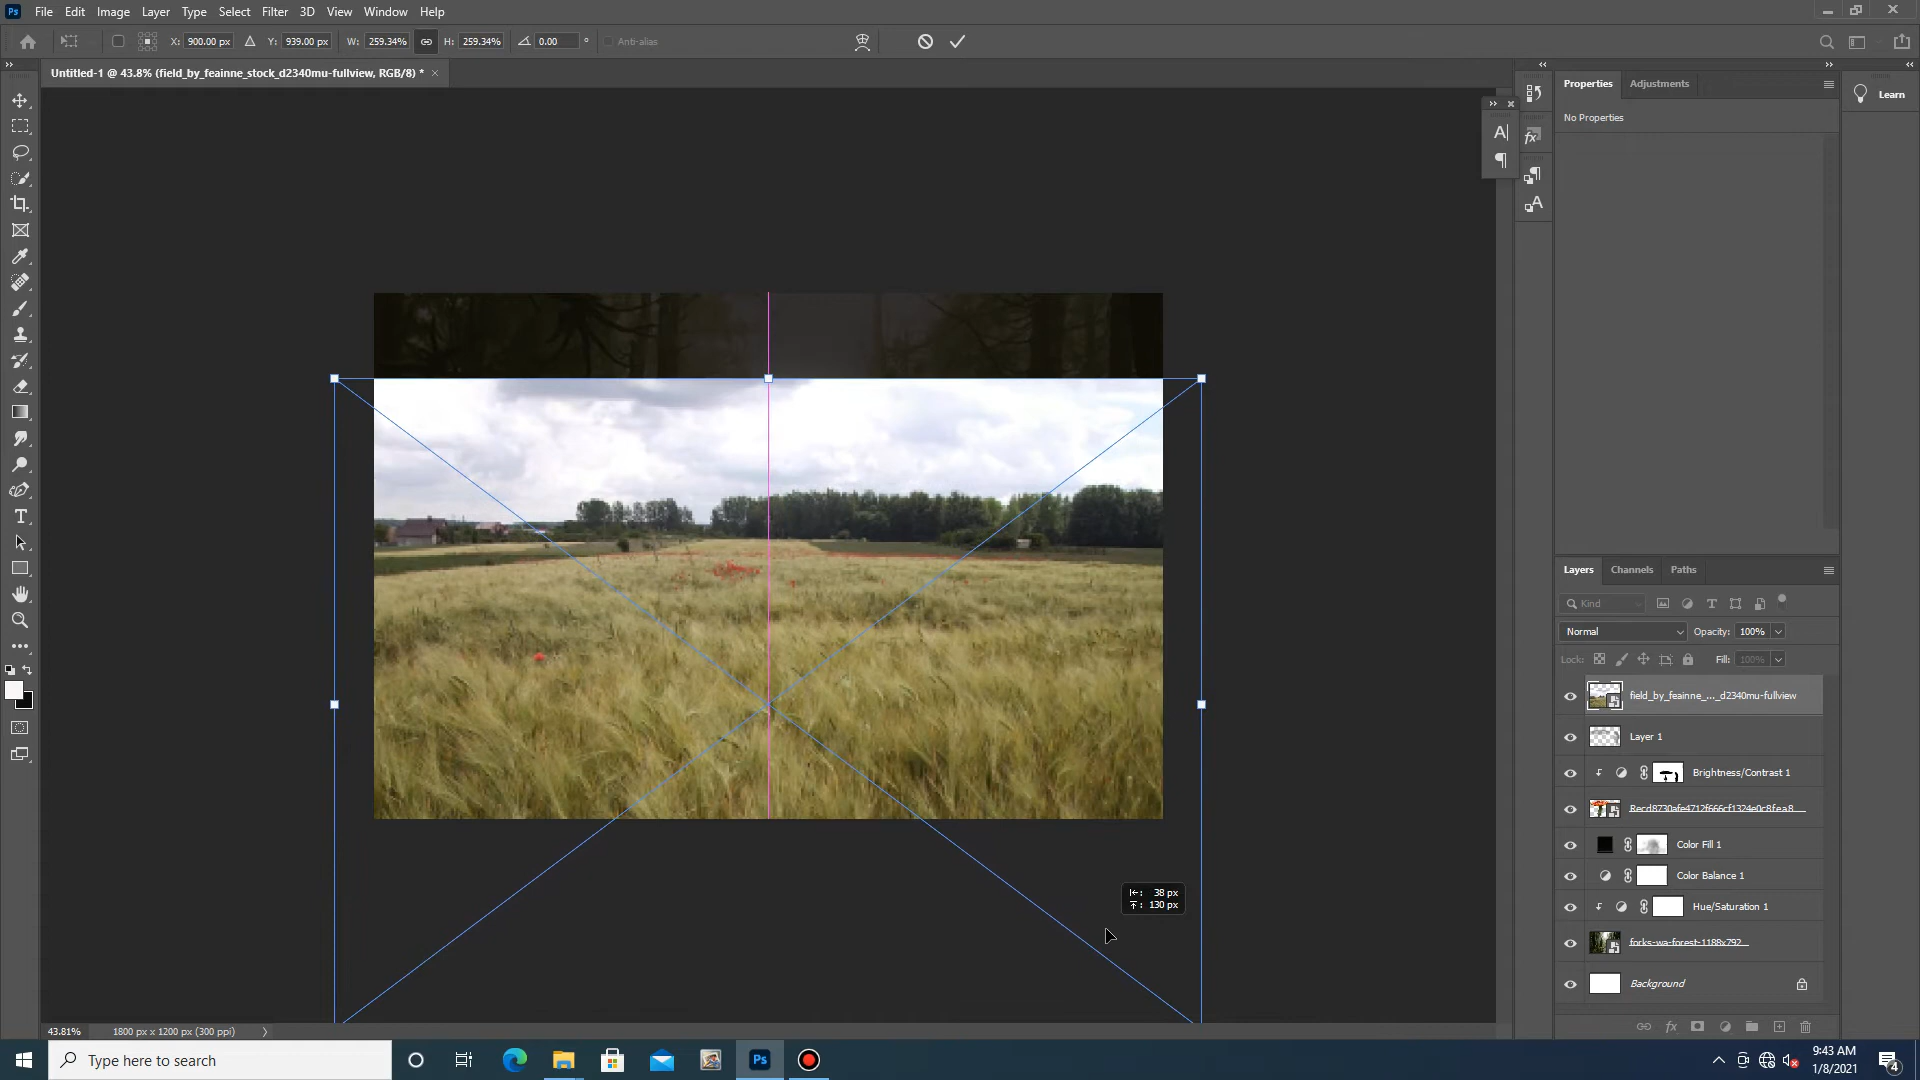 Ps File Edit Image Layer Type Select Filter 3D View Window Help
X: 900.00 px Y: 939.00 px W: 259.34% H: 259.34% 0.00 ° Anti-alias
Untitled-1 @ 43.8% (field_by_feainne_stock_d2340mu-fullview, RGB/8) * ×
Properties Adjustments
Learn
No Properties
Layers Channels Paths
Kind
Normal Opacity: 100%
Lock: Fill: 100%
field_by_feainne_..._d2340mu-fullview
Layer 1
Brightness/Contrast 1
Color Fill 1
Color Balance 1
Hue/Saturation 1
forks-wa-forest-1188x792...
Background
38 px
130 px
43.81% 1800 px x 1200 px (300 ppi)
Type here to search
Ps
9:43 AM
1/8/2021
4